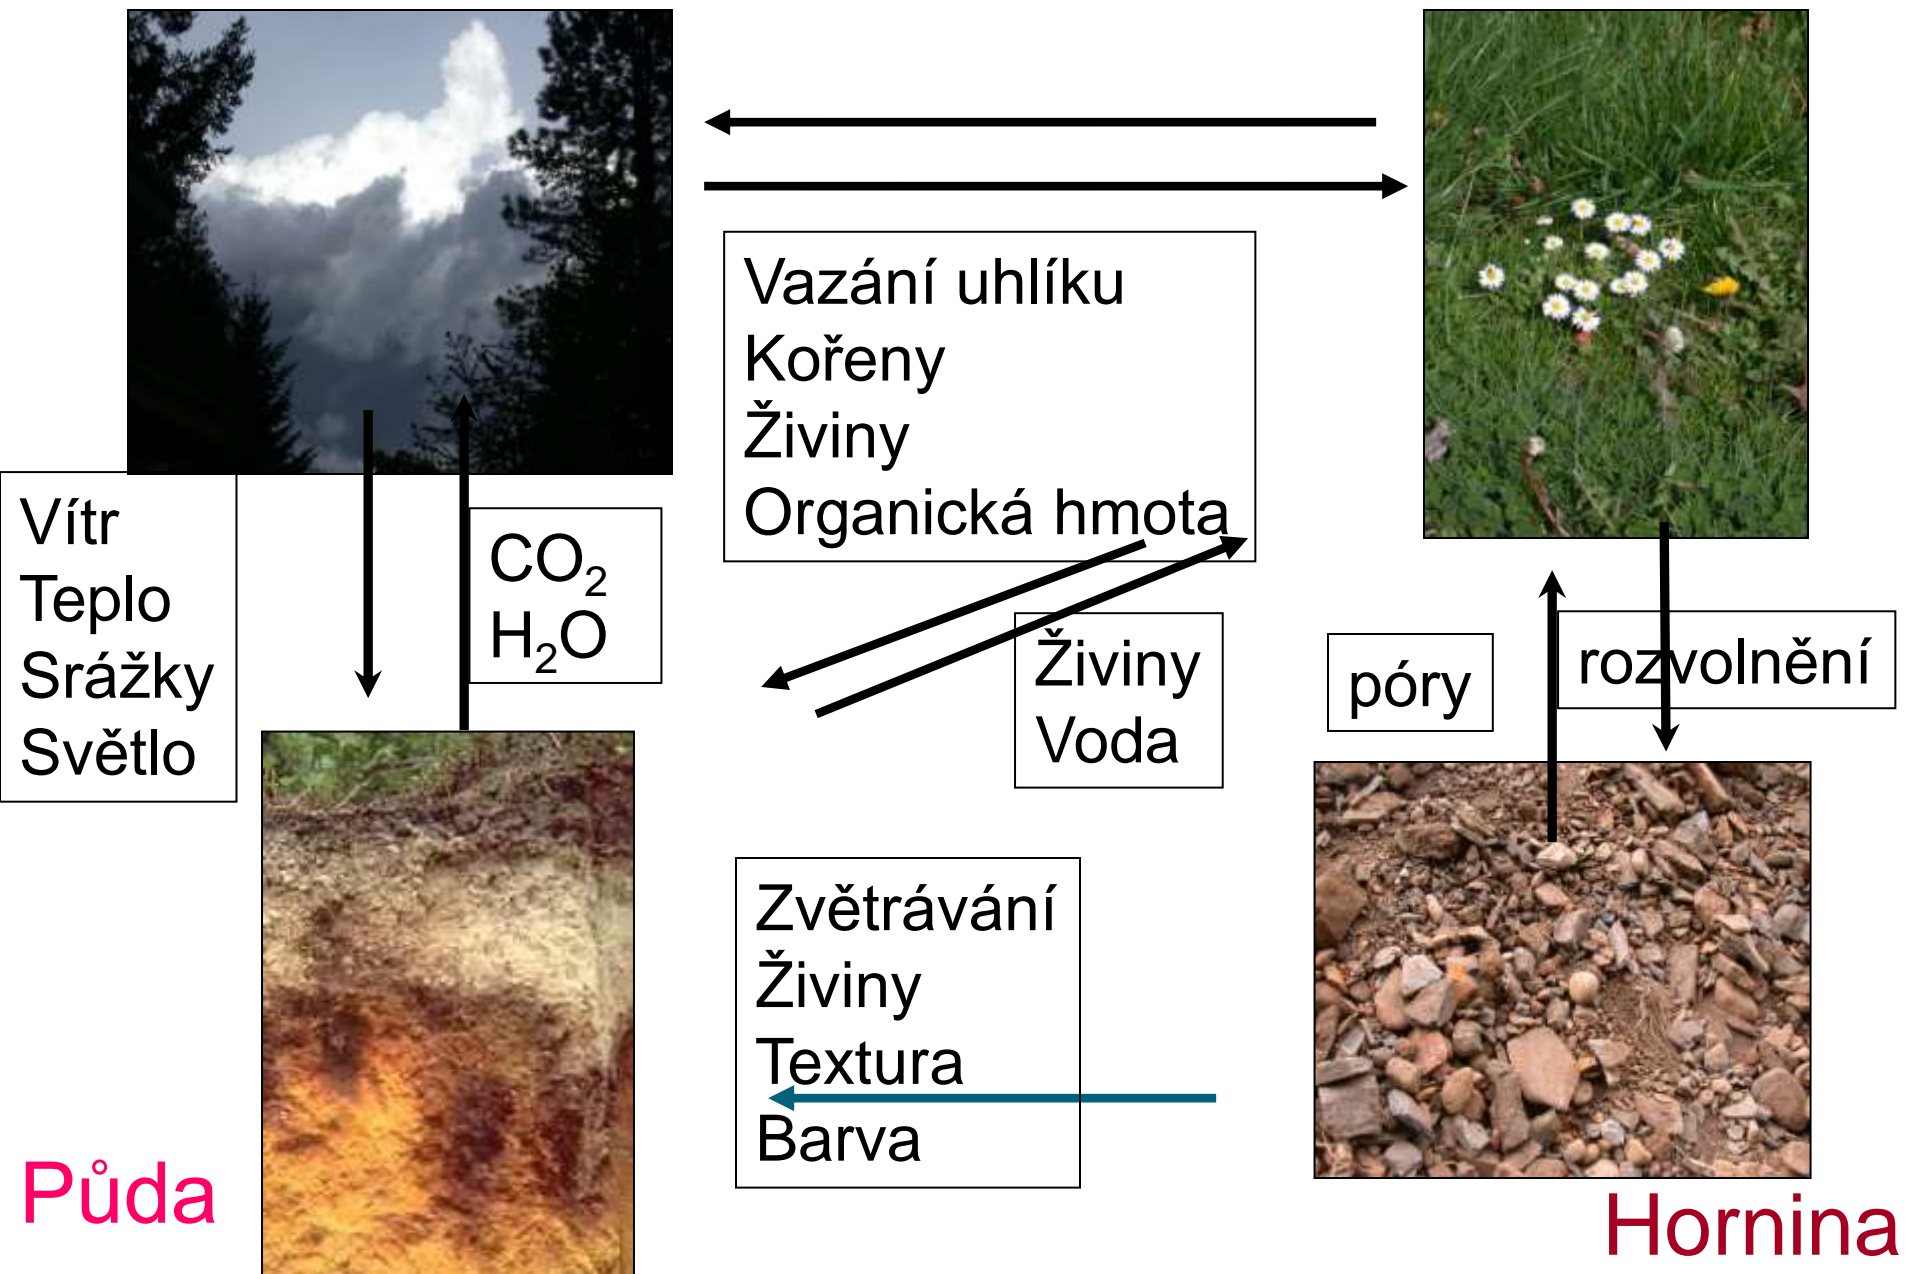 Vazání uhlíku
Kořeny
Živiny
Organická hmota
Vítr
Teplo
Srážky
Světlo
CO₂
H₂O
Živiny
Voda
póry
rozvolnění
Zvětrávání
Živiny
Textura
Barva
Půda
Hornina